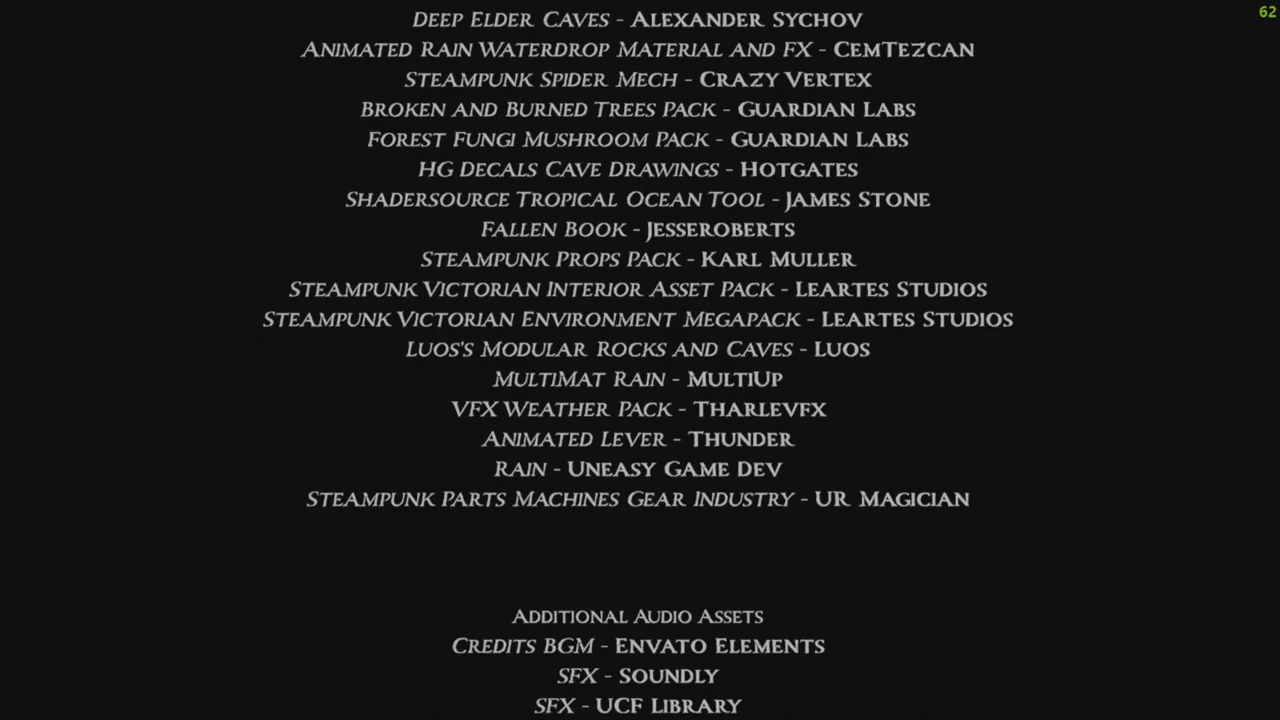 62
Deep Elder Caves - Alexander Sychov
Animated Rain Waterdrop Material and FX - CemTezcan
Steampunk Spider Mech - Crazy Vertex
Broken and Burned Trees Pack - Guardian Labs
Forest Fungi Mushroom Pack - Guardian Labs
HG Decals Cave Drawings - Hotgates
Shadersource Tropical Ocean Tool - James Stone
Fallen Book - Jesseroberts
Steampunk Props Pack - Karl Muller
Steampunk Victorian Interior Asset Pack - Leartes Studios
Steampunk Victorian Environment Megapack - Leartes Studios
Luos's Modular Rocks and Caves - Luos
MultiMat Rain - MultiUp
VFX Weather Pack - Tharlevfx
Animated Lever - Thunder
Rain - Uneasy Game Dev
Steampunk Parts Machines Gear Industry - UR Magician
Additional Audio Assets
Credits BGM - Envato Elements
SFX - Soundly
SFX - UCF Library